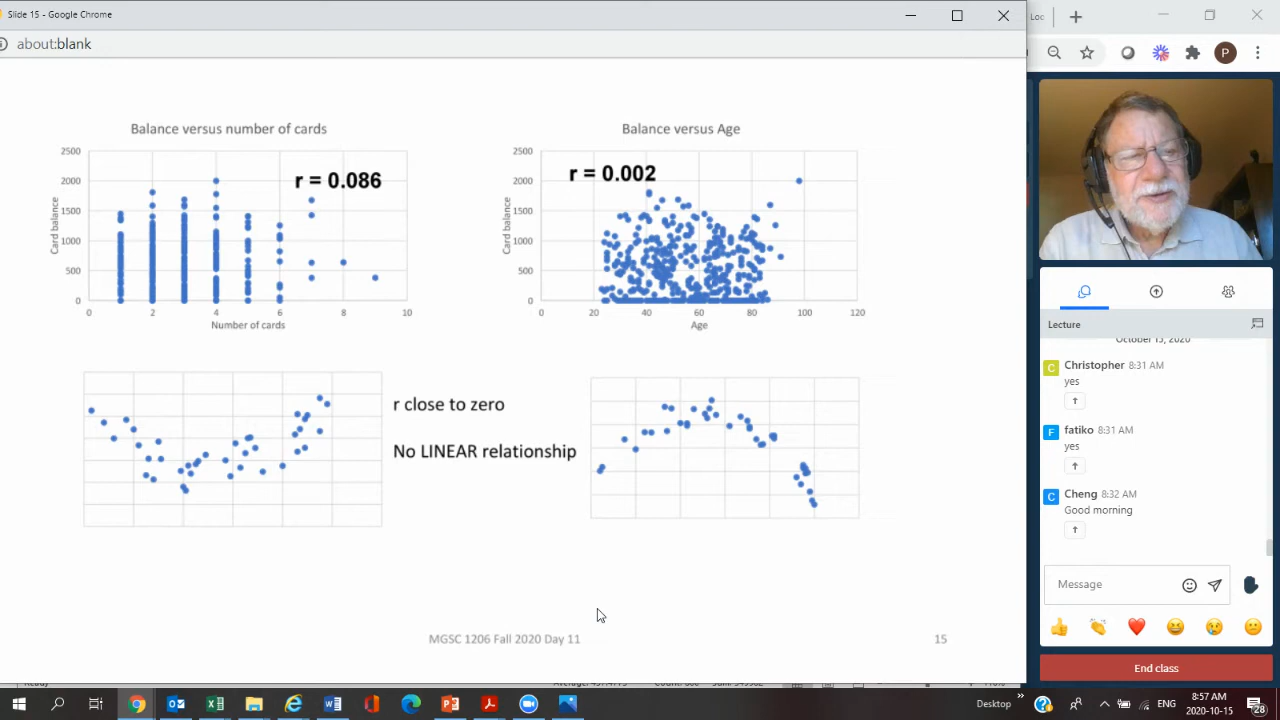 Slide 15 - Google Chrome
about:blank
Balance versus number of cards
2500
2000
1500
1000
500
0
r = 0.086
Card balance
0 2 4 6 8 10
Number of cards
Balance versus Age
2500
2000
1500
1000
500
0
r = 0.002
Card balance
0 20 40 60 80 100 120
Age
r close to zero
No LINEAR relationship
MGSC 1206 Fall 2020 Day 11
15
Loc
P
Lecture
October 15, 2020
C
Christopher 8:31 AM
yes
F
fatiko 8:31 AM
yes
C
Cheng 8:32 AM
Good morning
Message
End class
Ready
W
Desktop
ENG
8:57 AM
2020-10-15
28